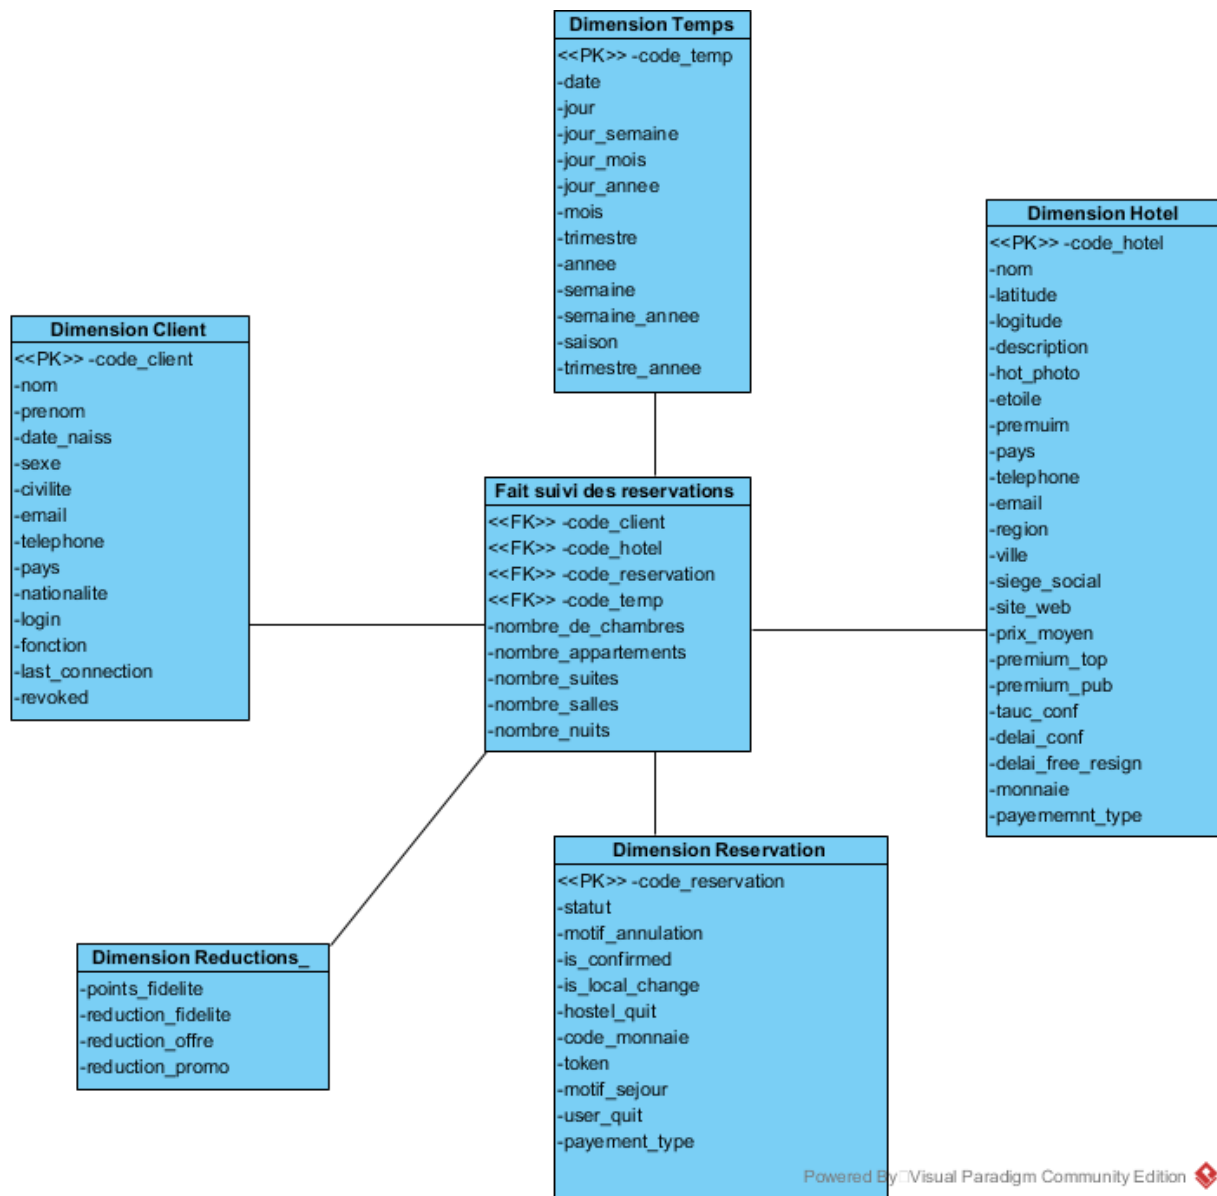 Dimension Temps
<<PK>> -code_temp
-date
-jour
-jour_semaine
-jour_mois
-jour_annee
-mois
-trimestre
-annee
-semaine
-semaine_annee
-saison
-trimestre_annee
Dimension Hotel
<<PK>> -code_hotel
-nom
-latitude
-logitude
-description
-hot_photo
-etoile
-premuim
-pays
-telephone
-email
-region
-ville
-siege_social
-site_web
-prix_moyen
-premium_top
-premium_pub
-tauc_conf
-delai_conf
-delai_free_resign
-monnaie
-payememnt_type
Dimension Client
<<PK>> -code_client
-nom
-prenom
-date_naiss
-sexe
-civilite
-email
-telephone
-pays
-nationalite
-login
-fonction
-last_connection
-revoked
Fait suivi des reservations
<<FK>> -code_client
<<FK>> -code_hotel
<<FK>> -code_reservation
<<FK>> -code_temp
-nombre_de_chambres
-nombre_appartements
-nombre_suites
-nombre_salles
-nombre_nuits
Dimension Reductions_
-points_fidelite
-reduction_fidelite
-reduction_offre
-reduction_promo
Dimension Reservation
<<PK>> -code_reservation
-statut
-motif_annulation
-is_confirmed
-is_local_change
-hostel_quit
-code_monnaie
-token
-motif_sejour
-user_quit
-payement_type
Powered By Visual Paradigm Community Edition